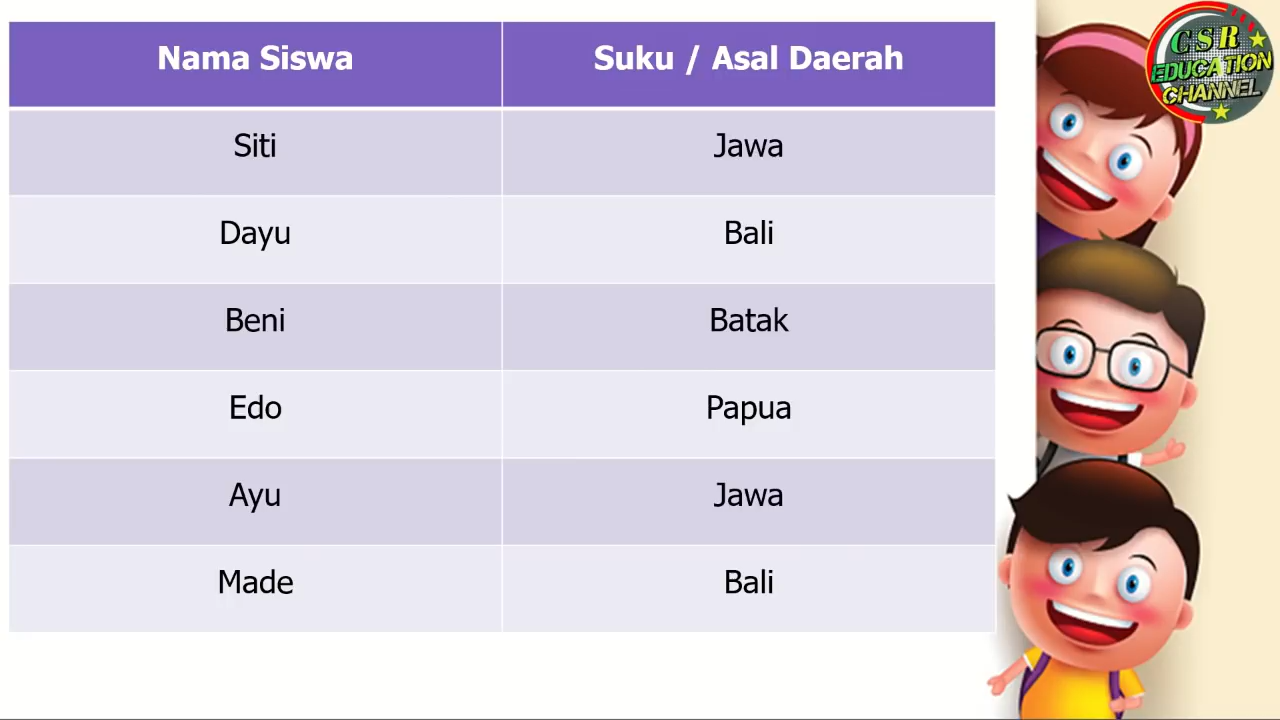 Nama Siswa Suku / Asal Daerah
Siti Jawa
Dayu Bali
Beni Batak
Edo Papua
Ayu Jawa
Made Bali
CSR
EDUCATION
CHANNEL